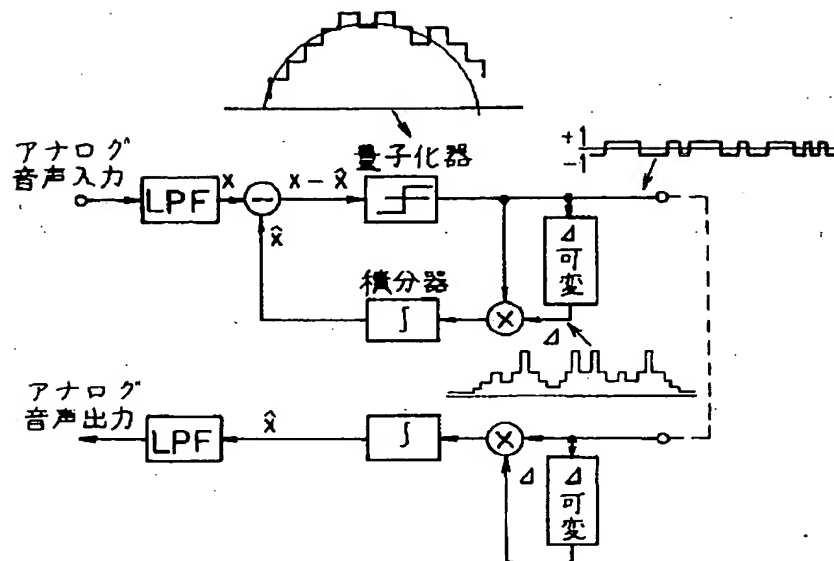 アナログ
音声入力
LPF
x
−
x̂
x − x̂
量子化器
+1
−1
Δ
可
変
積分器
∫
×
Δ
アナログ
音声出力
LPF
x̂
∫
×
Δ
Δ
可
変